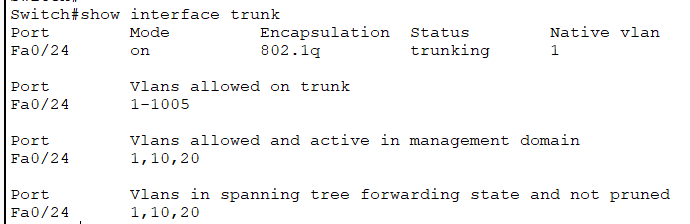 Switch#show interface trunk
Port        Mode         Encapsulation  Status        Native vlan
Fa0/24      on           802.1q         trunking      1
Port        Vlans allowed on trunk
Fa0/24      1-1005
Port        Vlans allowed and active in management domain
Fa0/24      1,10,20
Port        Vlans in spanning tree forwarding state and not pruned
Fa0/24      1,10,20